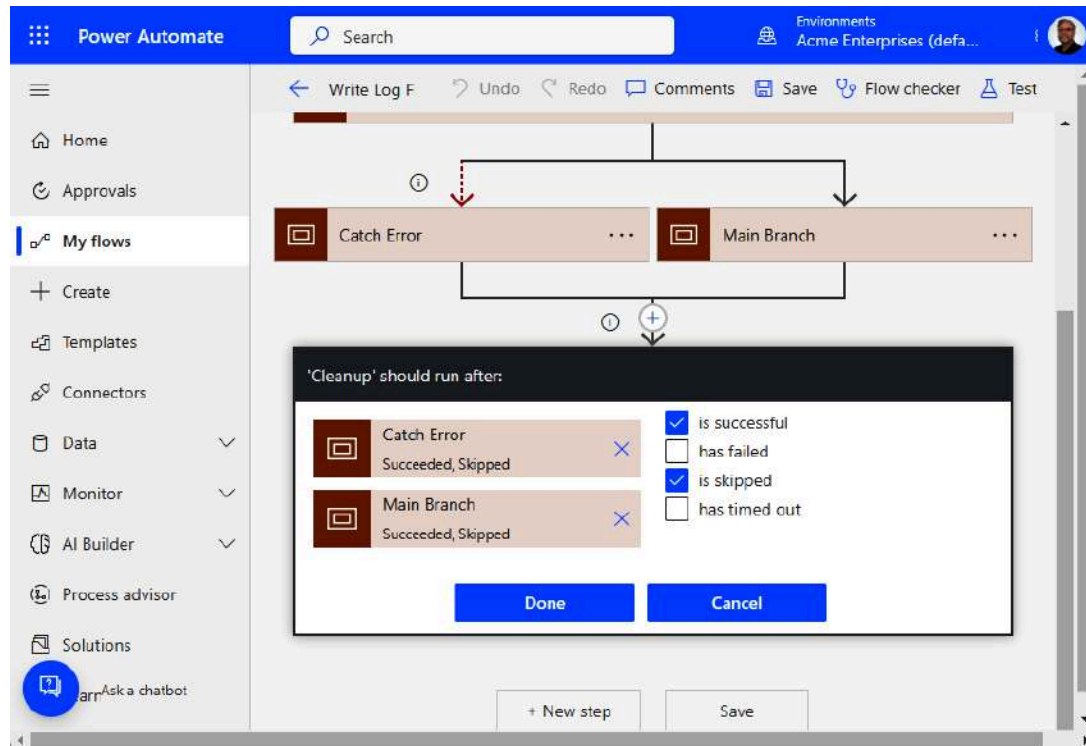 Power Automate
Search
Environments
Acme Enterprises (defa...
Write Log F
Undo
Redo
Comments
Save
Flow checker
Test
Home
Approvals
My flows
Create
Templates
Connectors
Data
Monitor
AI Builder
Process advisor
Solutions
Ask a chatbot
Catch Error
Main Branch
'Cleanup' should run after:
Catch Error
Succeeded, Skipped
Main Branch
Succeeded, Skipped
is successful
has failed
is skipped
has timed out
Done
Cancel
+ New step
Save